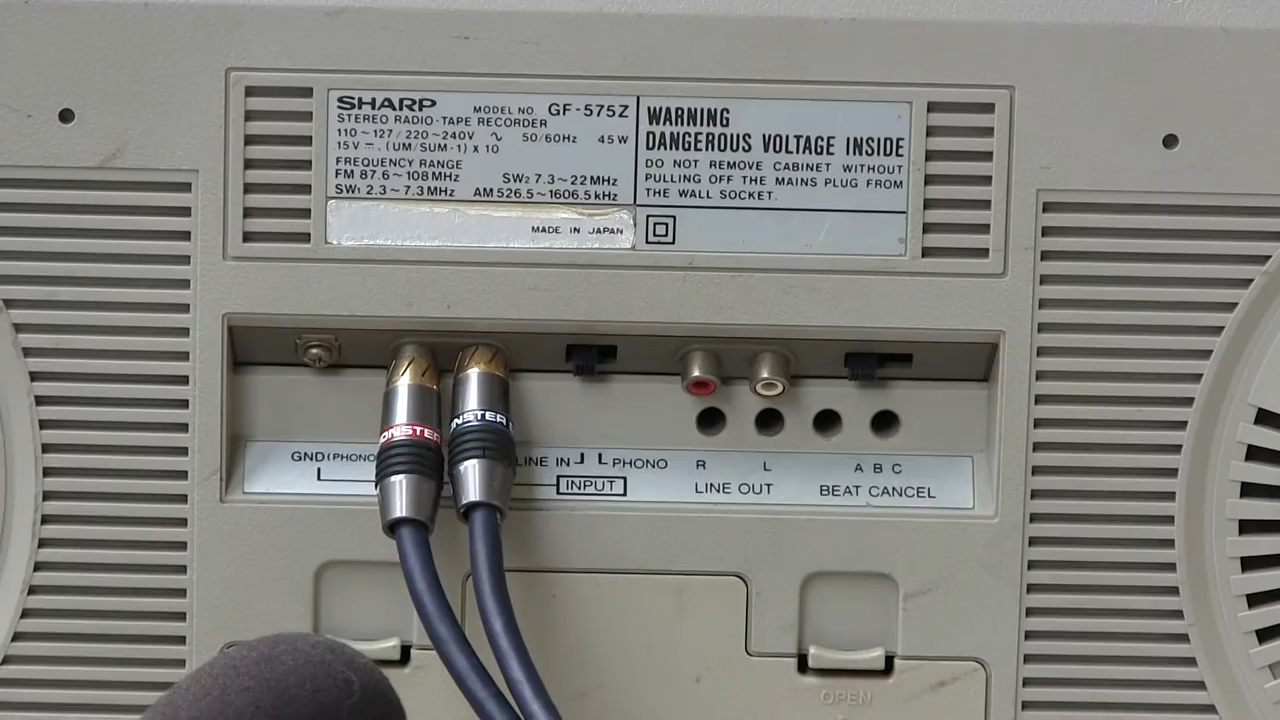 SHARP MODEL NO. GF-575Z
STEREO RADIO-TAPE RECORDER
110~127/220~240V ∿ 50/60Hz 45W
15V ⎓, (UM/SUM-1) X 10
FREQUENCY RANGE
FM 87.6~108MHz SW2 7.3~22MHz
SW1 2.3~7.3MHz AM 526.5~1606.5kHz
MADE IN JAPAN
WARNING
DANGEROUS VOLTAGE INSIDE
DO NOT REMOVE CABINET WITHOUT
PULLING OFF THE MAINS PLUG FROM
THE WALL SOCKET.
MONSTER
MONSTER
GND (PHONO LINE IN PHONO R L A B C
INPUT LINE OUT BEAT CANCEL
OPEN